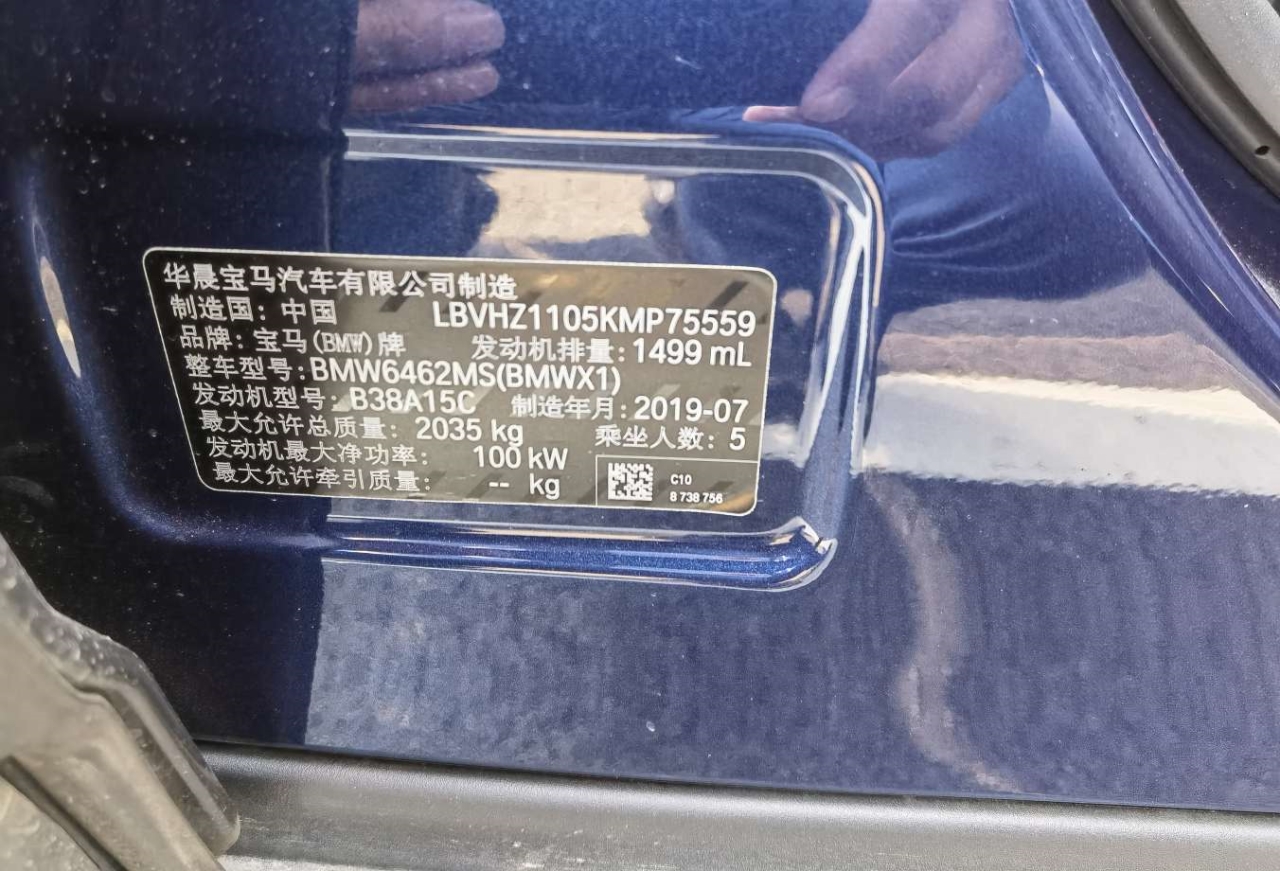 华晨宝马汽车有限公司制造
制造国：中国 LBVHZ1105KMP75559
品牌：宝马(BMW)牌 发动机排量：1499 mL
整车型号：BMW6462MS(BMWX1)
发动机型号：B38A15C 制造年月：2019-07
最大允许总质量：2035 kg 乘坐人数：5
发动机最大净功率：100 kW
最大允许牵引质量：-- kg
C10
8 738 756